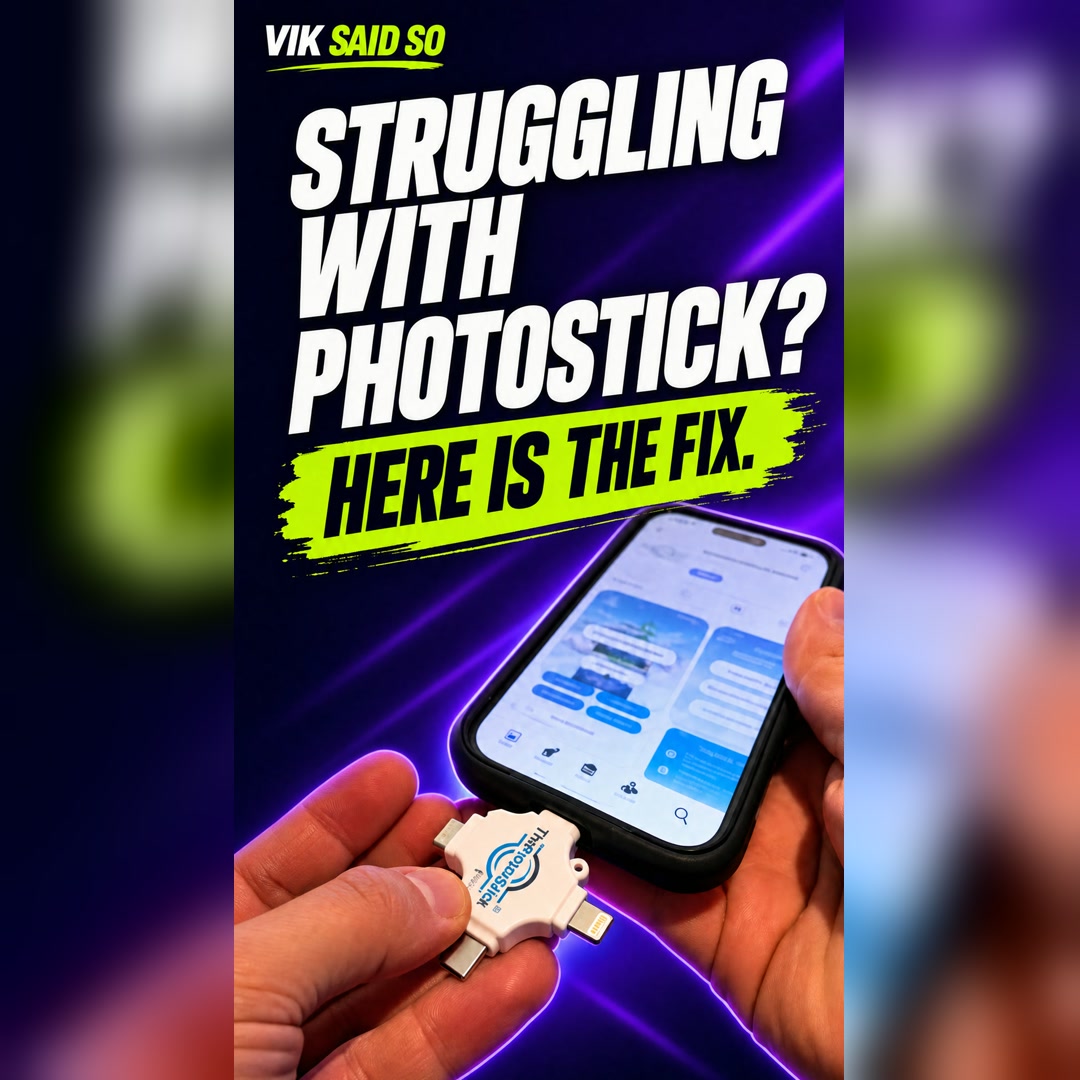 VIK SAID SO
STRUGGLING
WITH
PHOTOSTICK?
HERE IS THE FIX.